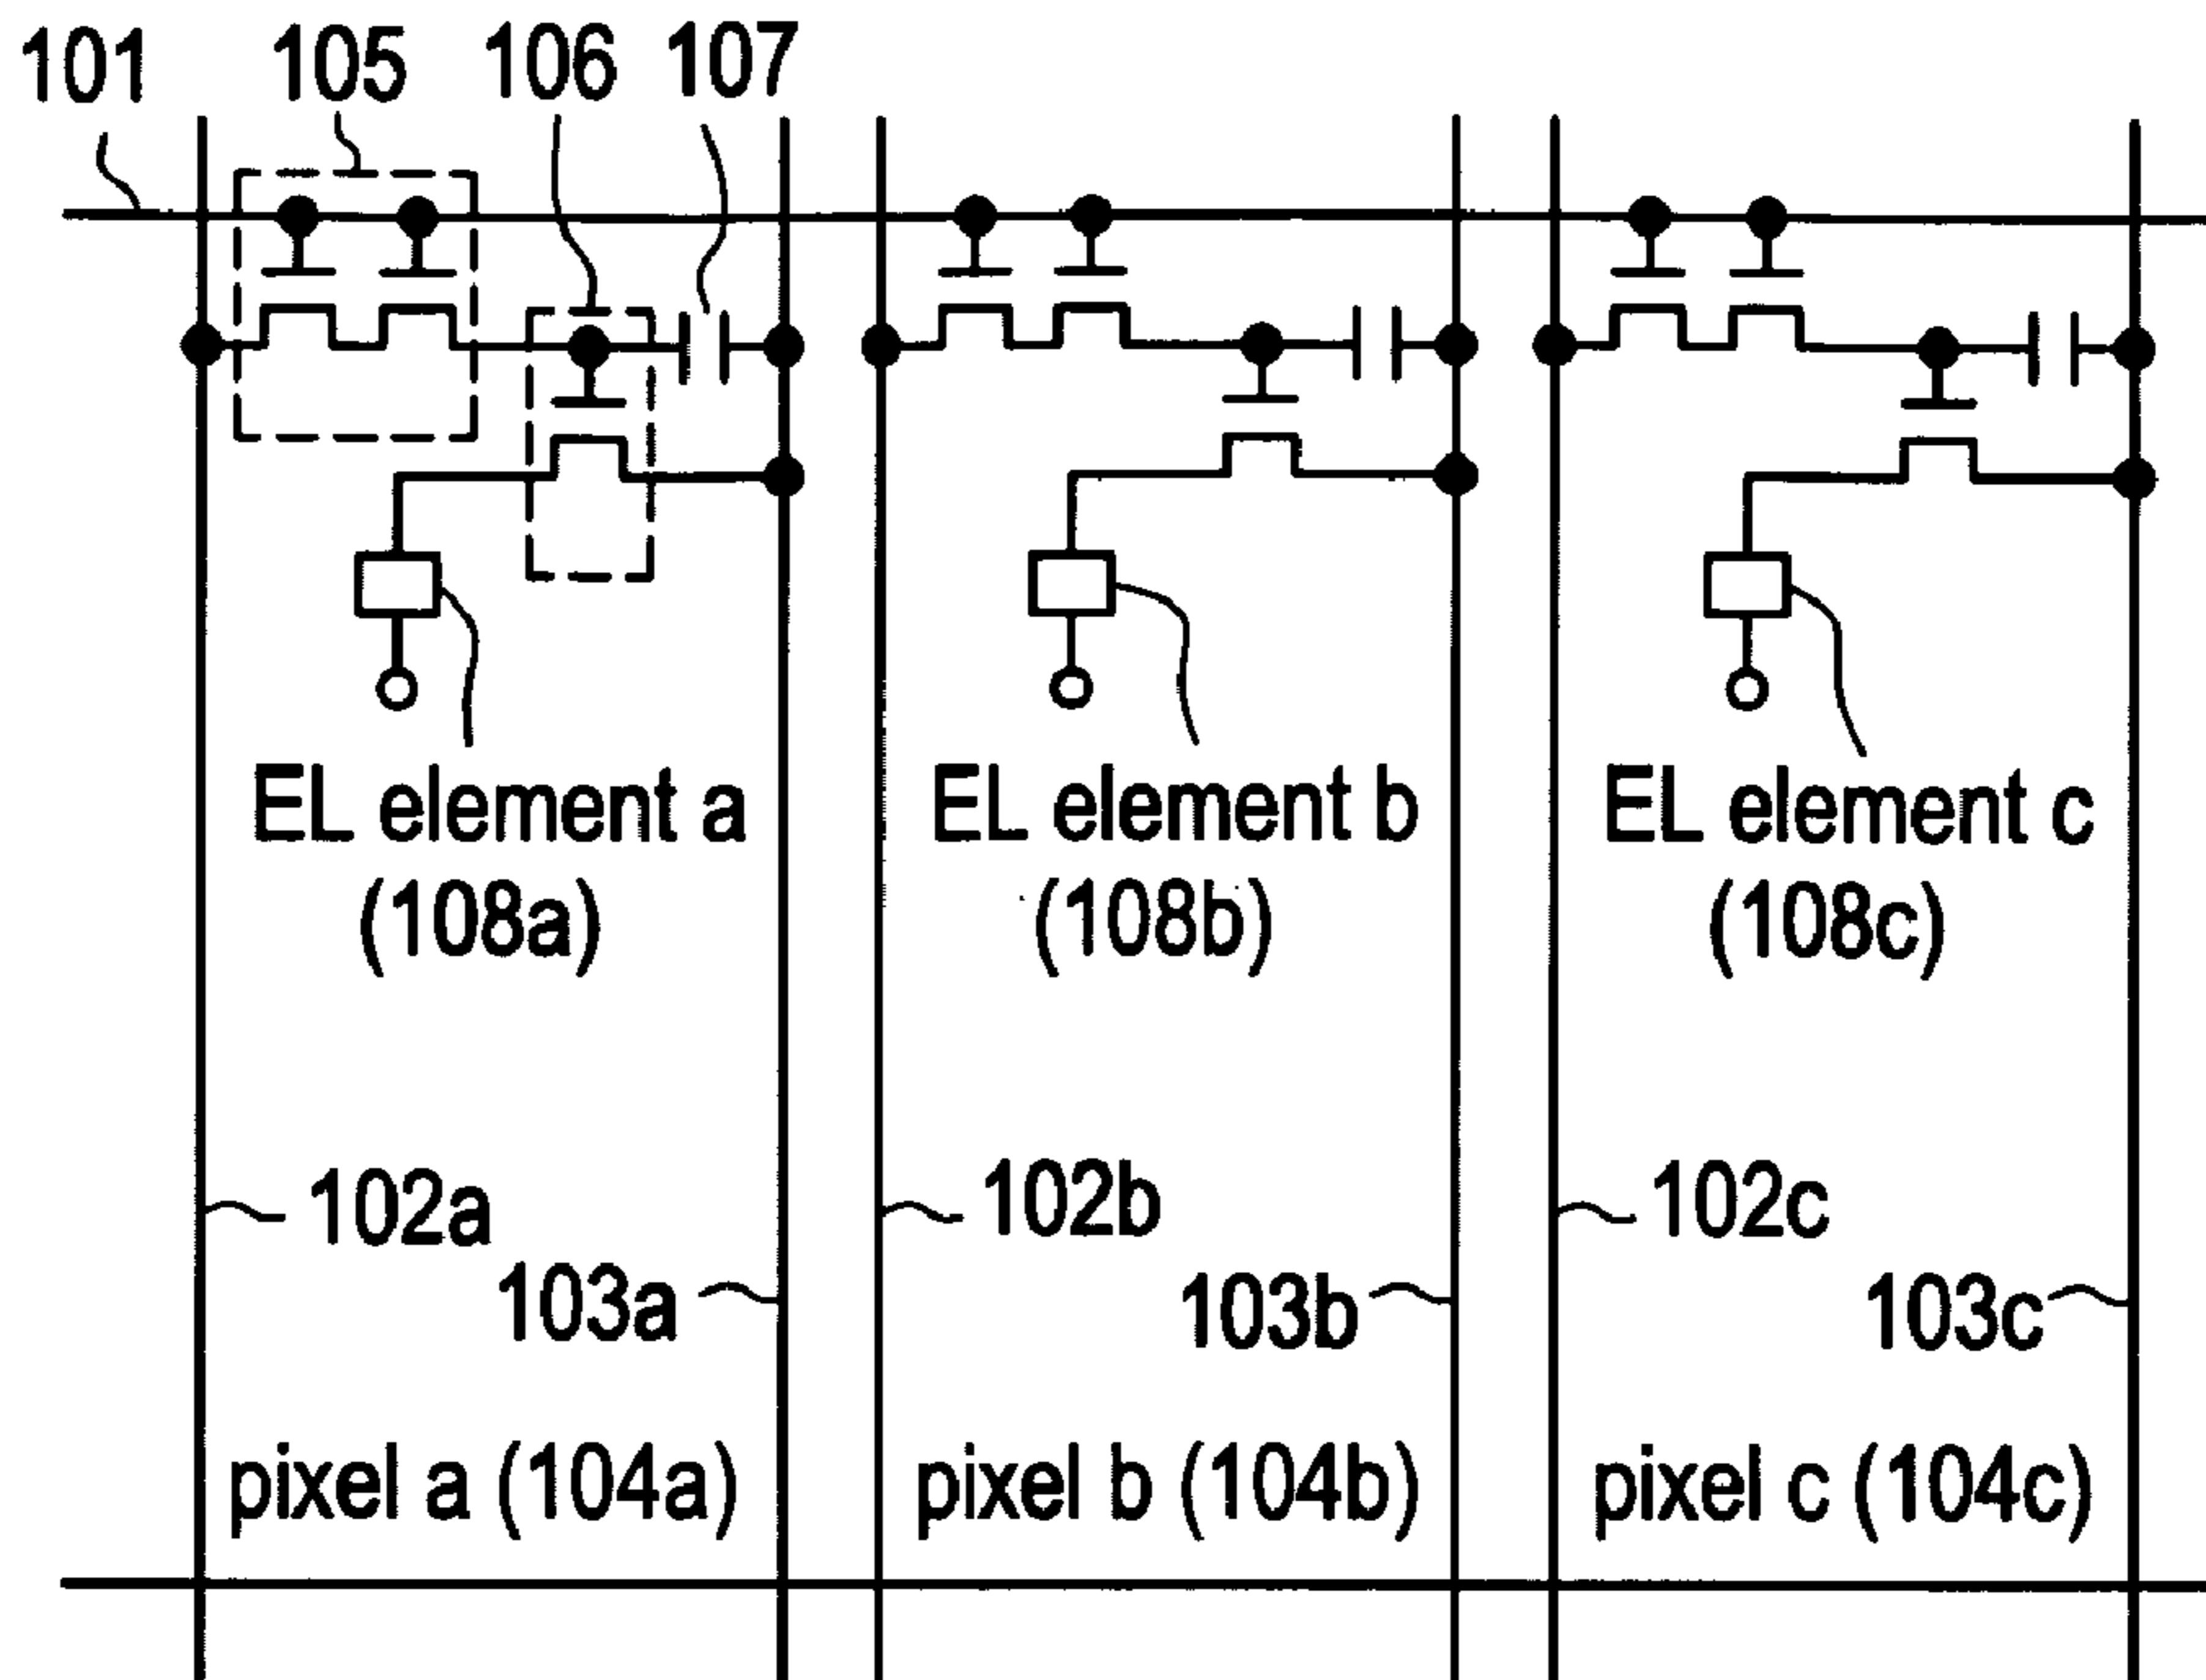 101 105 106 107
EL element a EL element b EL element c
(108a) (108b) (108c)
102a 102b 102c
103a 103b 103c
pixel a (104a) pixel b (104b) pixel c (104c)